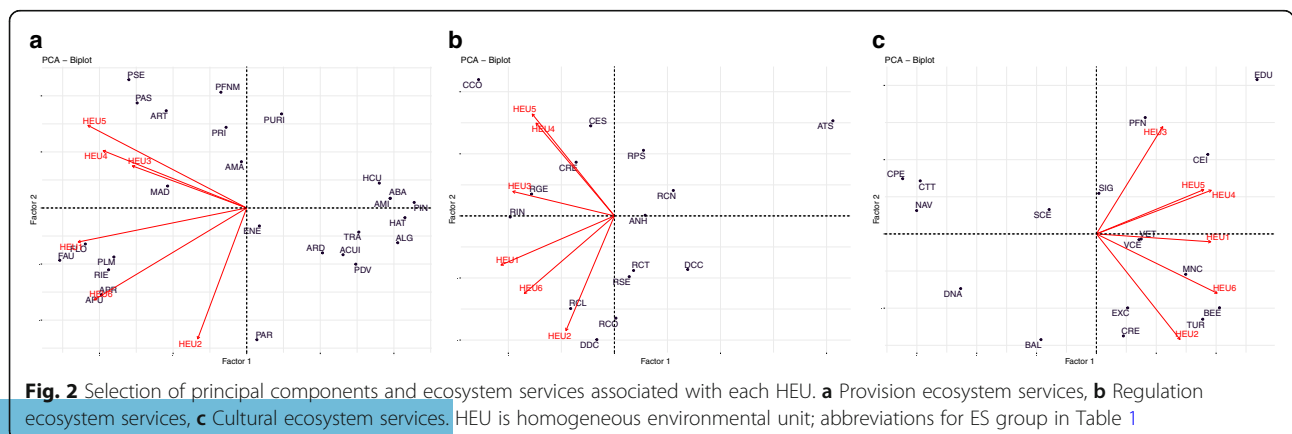 a
PCA – Biplot
PSE
PFNM
PAS
ART
PURI
HEU5
PRI
HEU4
HEU3
AMA
MAD
HCU
ABA
AMI
PIN
HAT
ENE
TRA
ALG
ARD
ACUI
PDV
FLO
FAU
PLM
RIE
APR
APU
HEU6
HEU2
PAR
Factor 2
Factor 1
b
PCA – Biplot
CCO
HEU5
HEU4
CES
ATS
RPS
CRE
HEU3
RGE
RCN
RIN
ANH
HEU1
RCT
DCC
RSE
HEU6
RCL
RCO
HEU2
DDC
Factor 2
Factor 1
c
PCA – Biplot
EDU
PFN
HEU3
CEI
CPE
CTT
SIG
HEU5
HEU4
NAV
SCE
VET
VCE
HEU1
MNC
DNA
HEU6
EXC
BEE
TUR
CRE
HEU2
BAL
Factor 2
Factor 1
Fig. 2 Selection of principal components and ecosystem services associated with each HEU. a Provision ecosystem services, b Regulation
ecosystem services, c Cultural ecosystem services. HEU is homogeneous environmental unit; abbreviations for ES group in Table 1